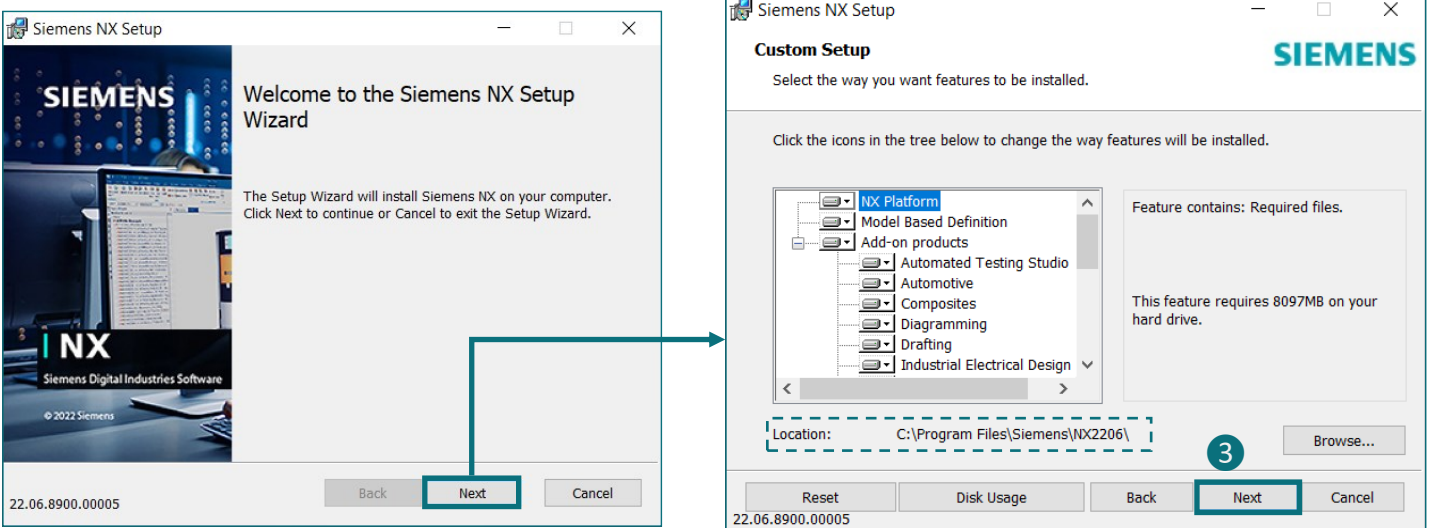 Siemens NX Setup
SIEMENS
Welcome to the Siemens NX Setup
Wizard
The Setup Wizard will install Siemens NX on your computer.
Click Next to continue or Cancel to exit the Setup Wizard.
NX
Siemens Digital Industries Software
© 2022 Siemens
22.06.8900.00005
Back
Next
Cancel
Siemens NX Setup
Custom Setup
SIEMENS
Select the way you want features to be installed.
Click the icons in the tree below to change the way features will be installed.
NX Platform
Model Based Definition
Add-on products
Automated Testing Studio
Automotive
Composites
Diagramming
Drafting
Industrial Electrical Design
Feature contains: Required files.
This feature requires 8097MB on your
hard drive.
Location: C:\Program Files\Siemens\NX2206\
Browse...
3
Reset
Disk Usage
Back
Next
Cancel
22.06.8900.00005